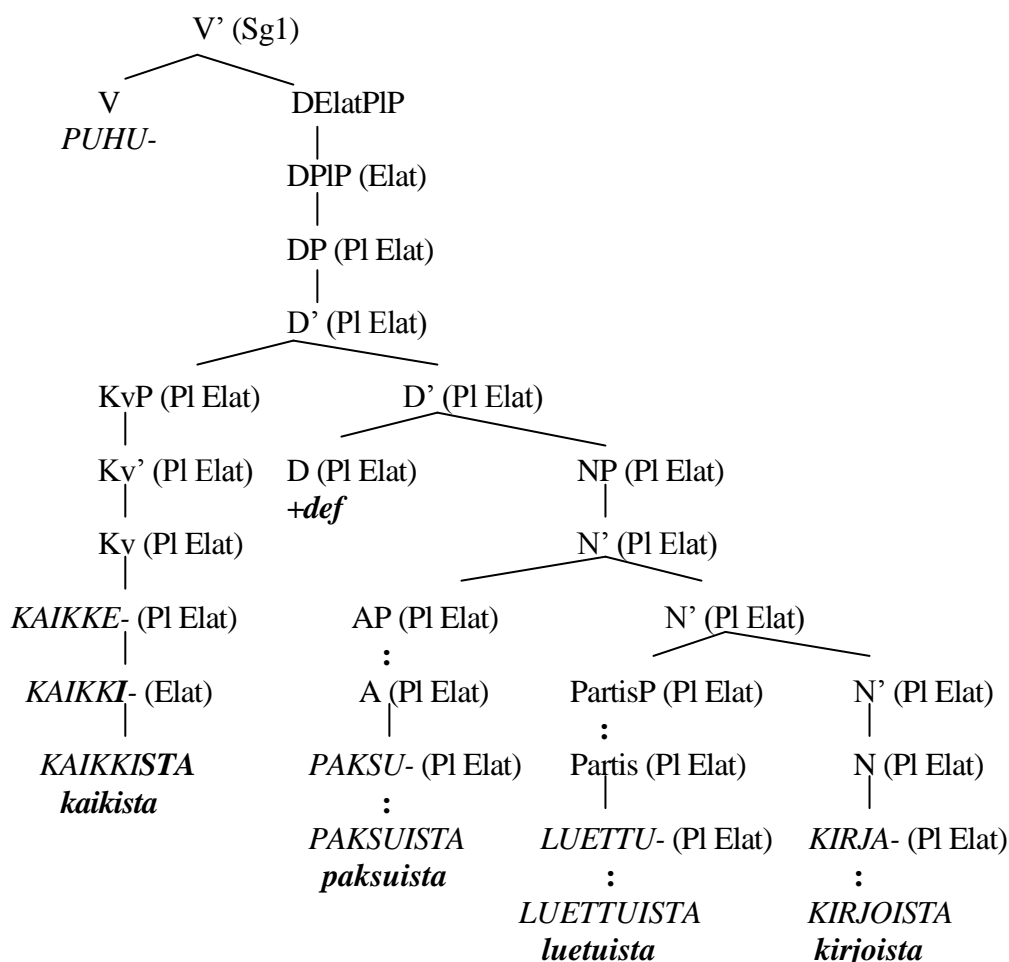 V’ (Sg1)
V DElatPlP
PUHU-
DPlP (Elat)
DP (Pl Elat)
D’ (Pl Elat)
KvP (Pl Elat) D’ (Pl Elat)
Kv’ (Pl Elat) D (Pl Elat) NP (Pl Elat)
+def
Kv (Pl Elat) N’ (Pl Elat)
KAIKKE- (Pl Elat) AP (Pl Elat) N’ (Pl Elat)
:
KAIKKI- (Elat) A (Pl Elat) PartisP (Pl Elat) N’ (Pl Elat)
:
KAIKKISTA PAKSU- (Pl Elat) Partis (Pl Elat) N (Pl Elat)
kaikista :
PAKSUISTA LUETTU- (Pl Elat) KIRJA- (Pl Elat)
paksuista : :
LUETTUISTA KIRJOISTA
luetuista kirjoista